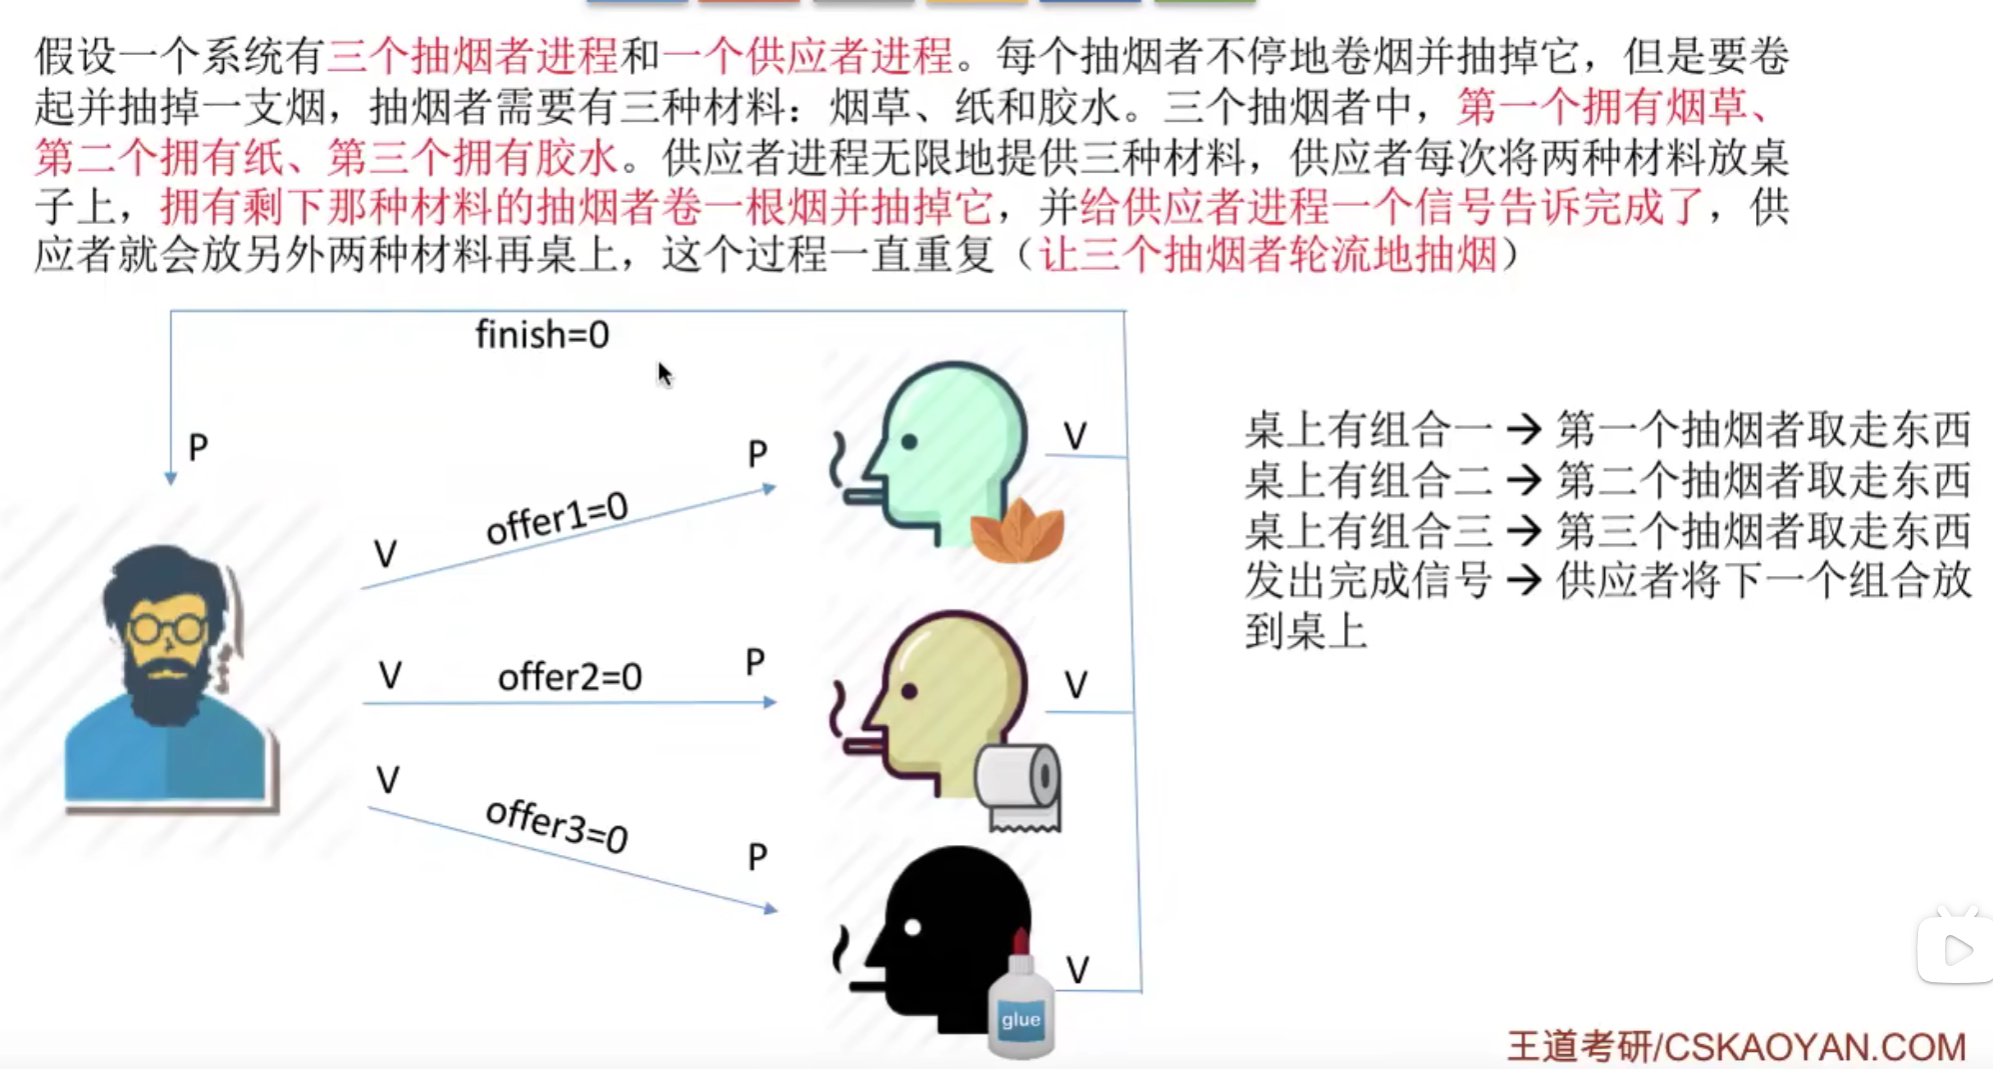 假设一个系统有三个抽烟者进程和一个供应者进程。每个抽烟者不停地卷烟并抽掉它，但是要卷
起并抽掉一支烟，抽烟者需要有三种材料：烟草、纸和胶水。三个抽烟者中，第一个拥有烟草、
第二个拥有纸、第三个拥有胶水。供应者进程无限地提供三种材料，供应者每次将两种材料放桌
子上，拥有剩下那种材料的抽烟者卷一根烟并抽掉它，并给供应者进程一个信号告诉完成了，供
应者就会放另外两种材料再桌上，这个过程一直重复（让三个抽烟者轮流地抽烟）
finish=0
P
V
offer1=0
P
V
V
offer2=0
P
V
V
offer3=0
P
V
glue
桌上有组合一 → 第一个抽烟者取走东西
桌上有组合二 → 第二个抽烟者取走东西
桌上有组合三 → 第三个抽烟者取走东西
发出完成信号 → 供应者将下一个组合放
到桌上
王道考研/CSKAOYAN.COM